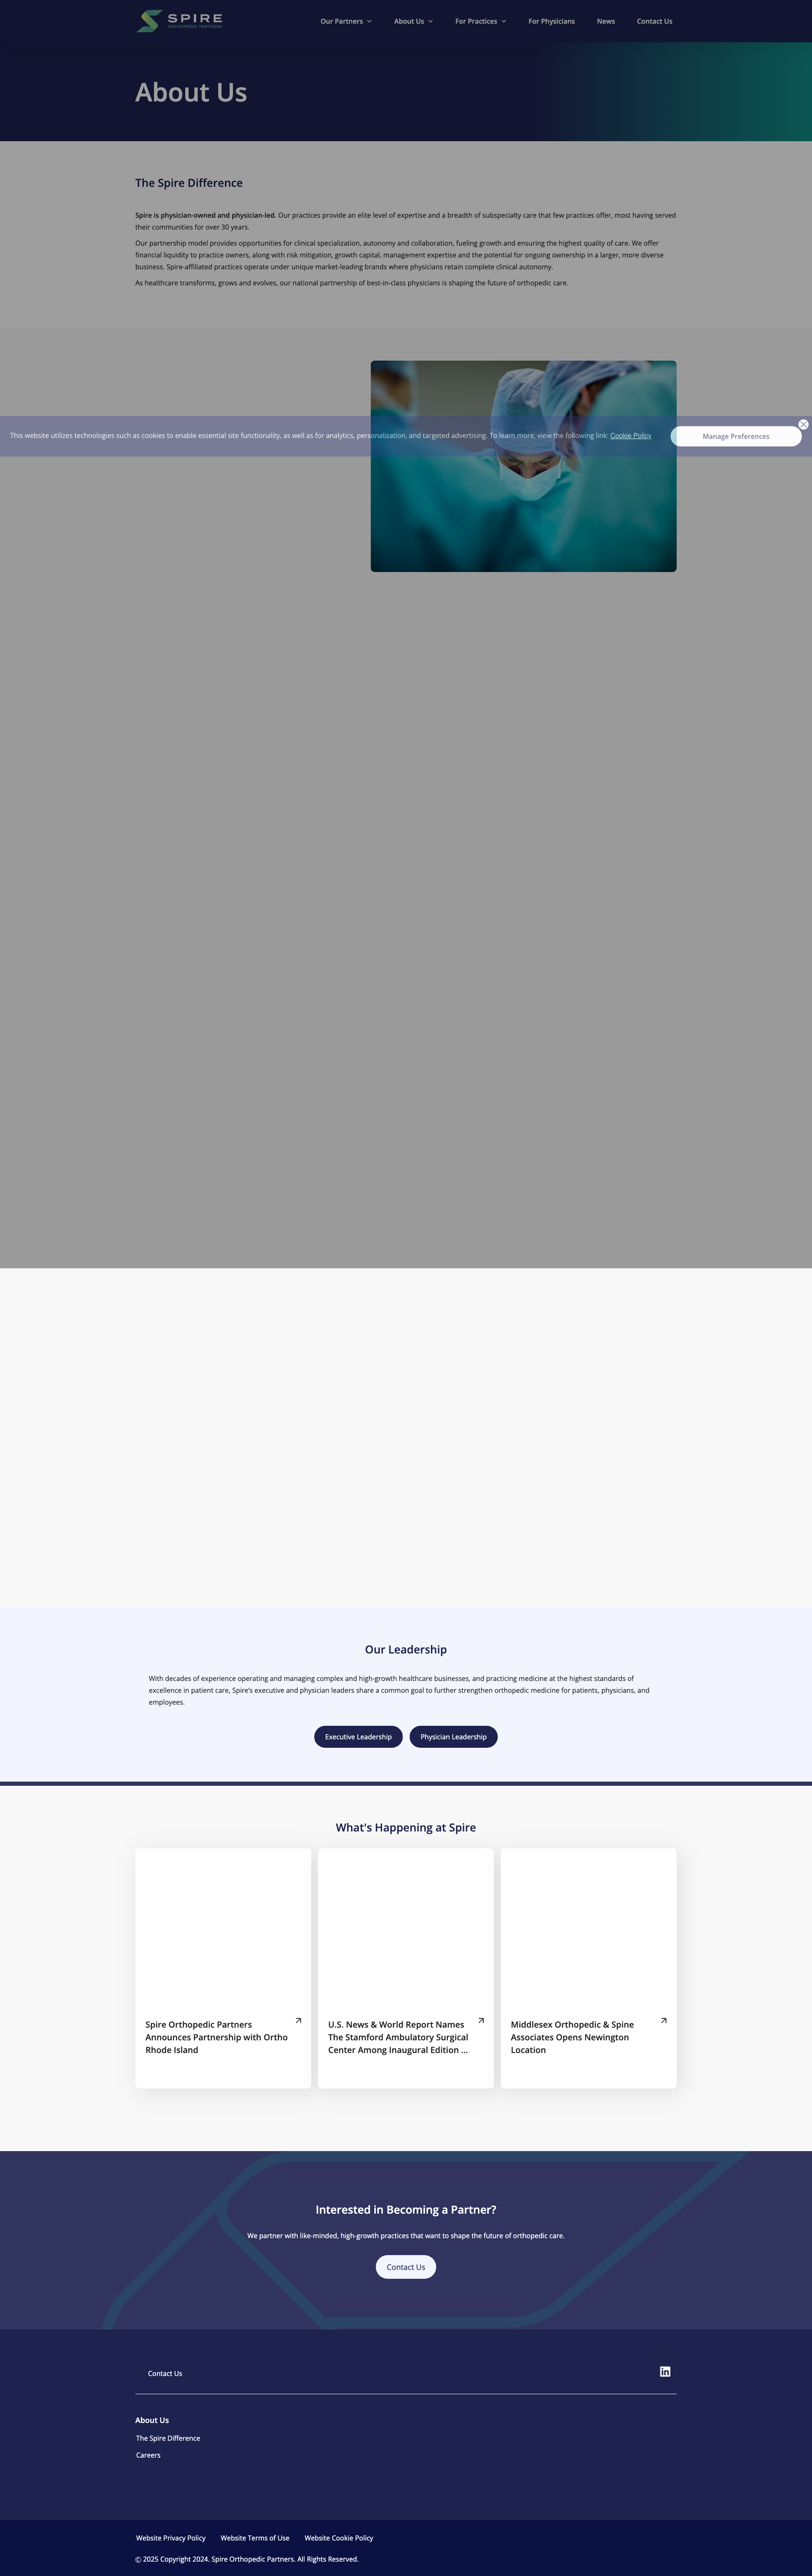 SPIRE
ORTHOPEDIC PARTNERS
Our Partners
About Us
For Practices
For Physicians
News
Contact Us
About Us
The Spire Difference
Spire is physician-owned and physician-led. Our practices provide an elite level of expertise and a breadth of subspecialty care that few practices offer, most having served
their communities for over 30 years.
Our partnership model provides opportunities for clinical specialization, autonomy and collaboration, fueling growth and ensuring the highest quality of care. We offer
financial liquidity to practice owners, along with risk mitigation, growth capital, management expertise and the potential for ongoing ownership in a larger, more diverse
business. Spire-affiliated practices operate under unique market-leading brands where physicians retain complete clinical autonomy.
As healthcare transforms, grows and evolves, our national partnership of best-in-class physicians is shaping the future of orthopedic care.
This website utilizes technologies such as cookies to enable essential site functionality, as well as for analytics, personalization, and targeted advertising. To learn more, view the following link: Cookie Policy
Manage Preferences
Our Leadership
With decades of experience operating and managing complex and high-growth healthcare businesses, and practicing medicine at the highest standards of
excellence in patient care, Spire's executive and physician leaders share a common goal to further strengthen orthopedic medicine for patients, physicians, and
employees.
Executive Leadership
Physician Leadership
What's Happening at Spire
Spire Orthopedic Partners
Announces Partnership with Ortho
Rhode Island
U.S. News & World Report Names
The Stamford Ambulatory Surgical
Center Among Inaugural Edition ...
Middlesex Orthopedic & Spine
Associates Opens Newington
Location
Interested in Becoming a Partner?
We partner with like-minded, high-growth practices that want to shape the future of orthopedic care.
Contact Us
Contact Us
About Us
The Spire Difference
Careers
Website Privacy Policy
Website Terms of Use
Website Cookie Policy
© 2025 Copyright 2024. Spire Orthopedic Partners. All Rights Reserved.